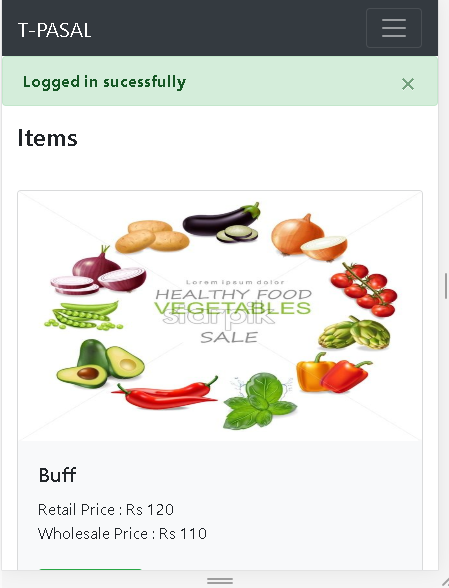 T-PASAL
Logged in sucessfully
×
Items
Lorem ipsum dolor
HEALTHY FOOD
VEGETABLES
starpik
SALE
Buff
Retail Price : Rs 120
Wholesale Price : Rs 110